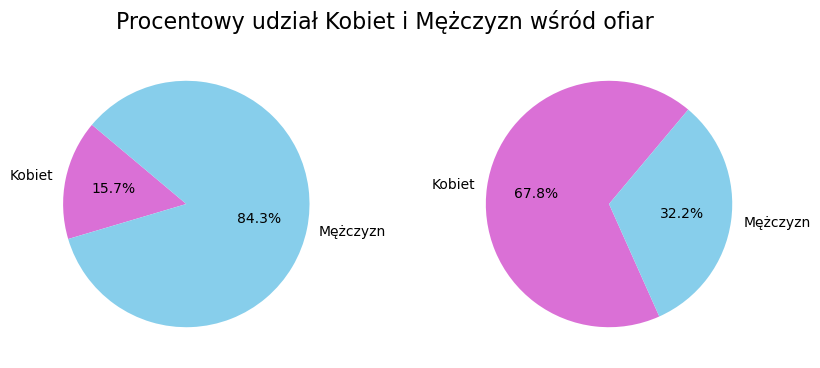 Procentowy udział Kobiet i Mężczyzn wśród ofiar
Kobiet
15.7%
84.3%
Mężczyzn
Kobiet
67.8%
32.2%
Mężczyzn